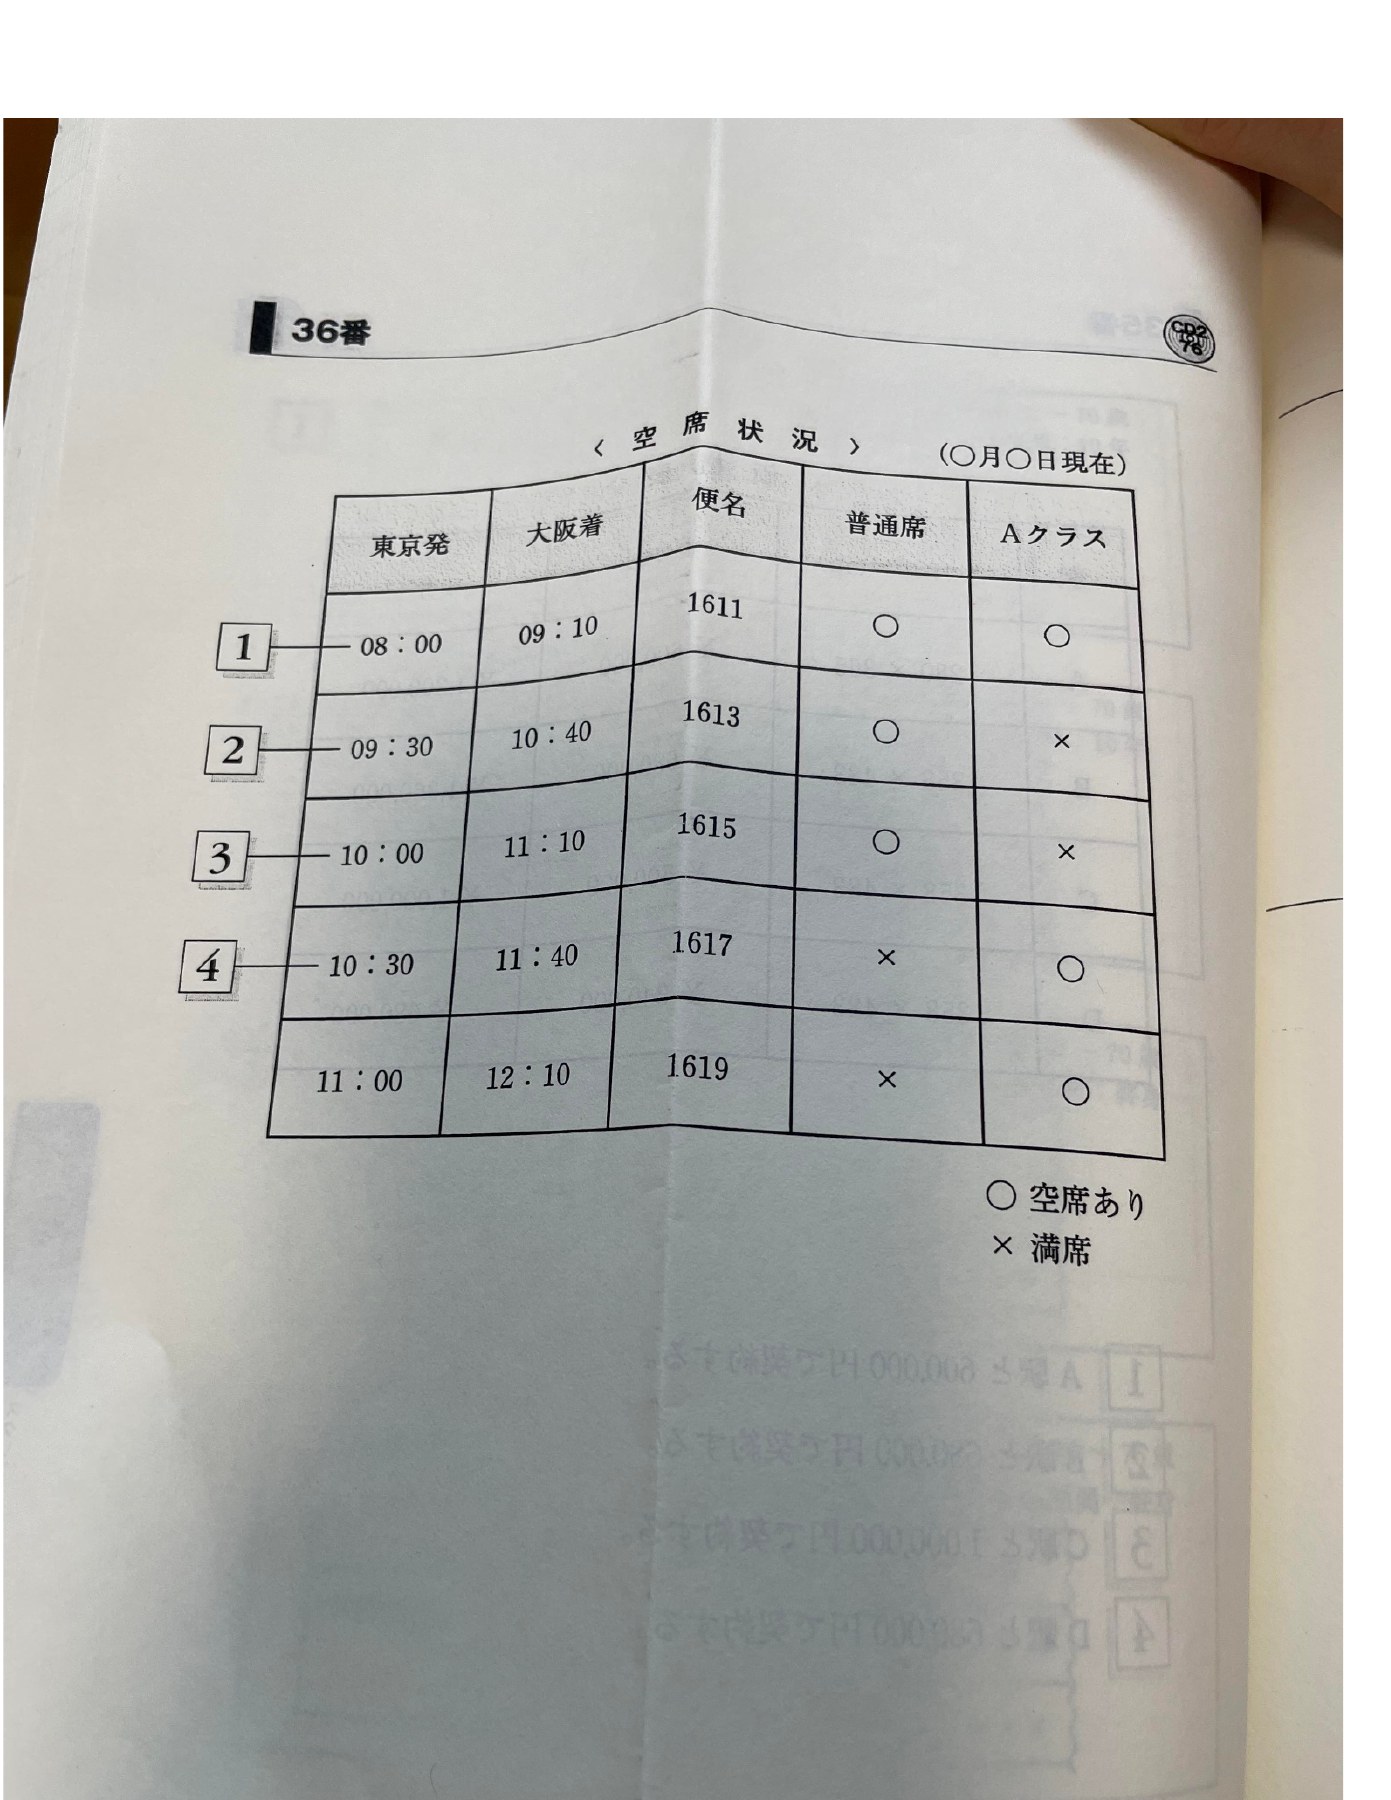 36番
CD2
76
〈 空 席 状 況 〉 (○月○日現在)
東京発 大阪着 便名 普通席 Aクラス
1 08：00 09：10 1611 ○ ○
2 09：30 10：40 1613 ○ ×
3 10：00 11：10 1615 ○ ×
4 10：30 11：40 1617 × ○
11：00 12：10 1619 × ○
○ 空席あり
× 満席